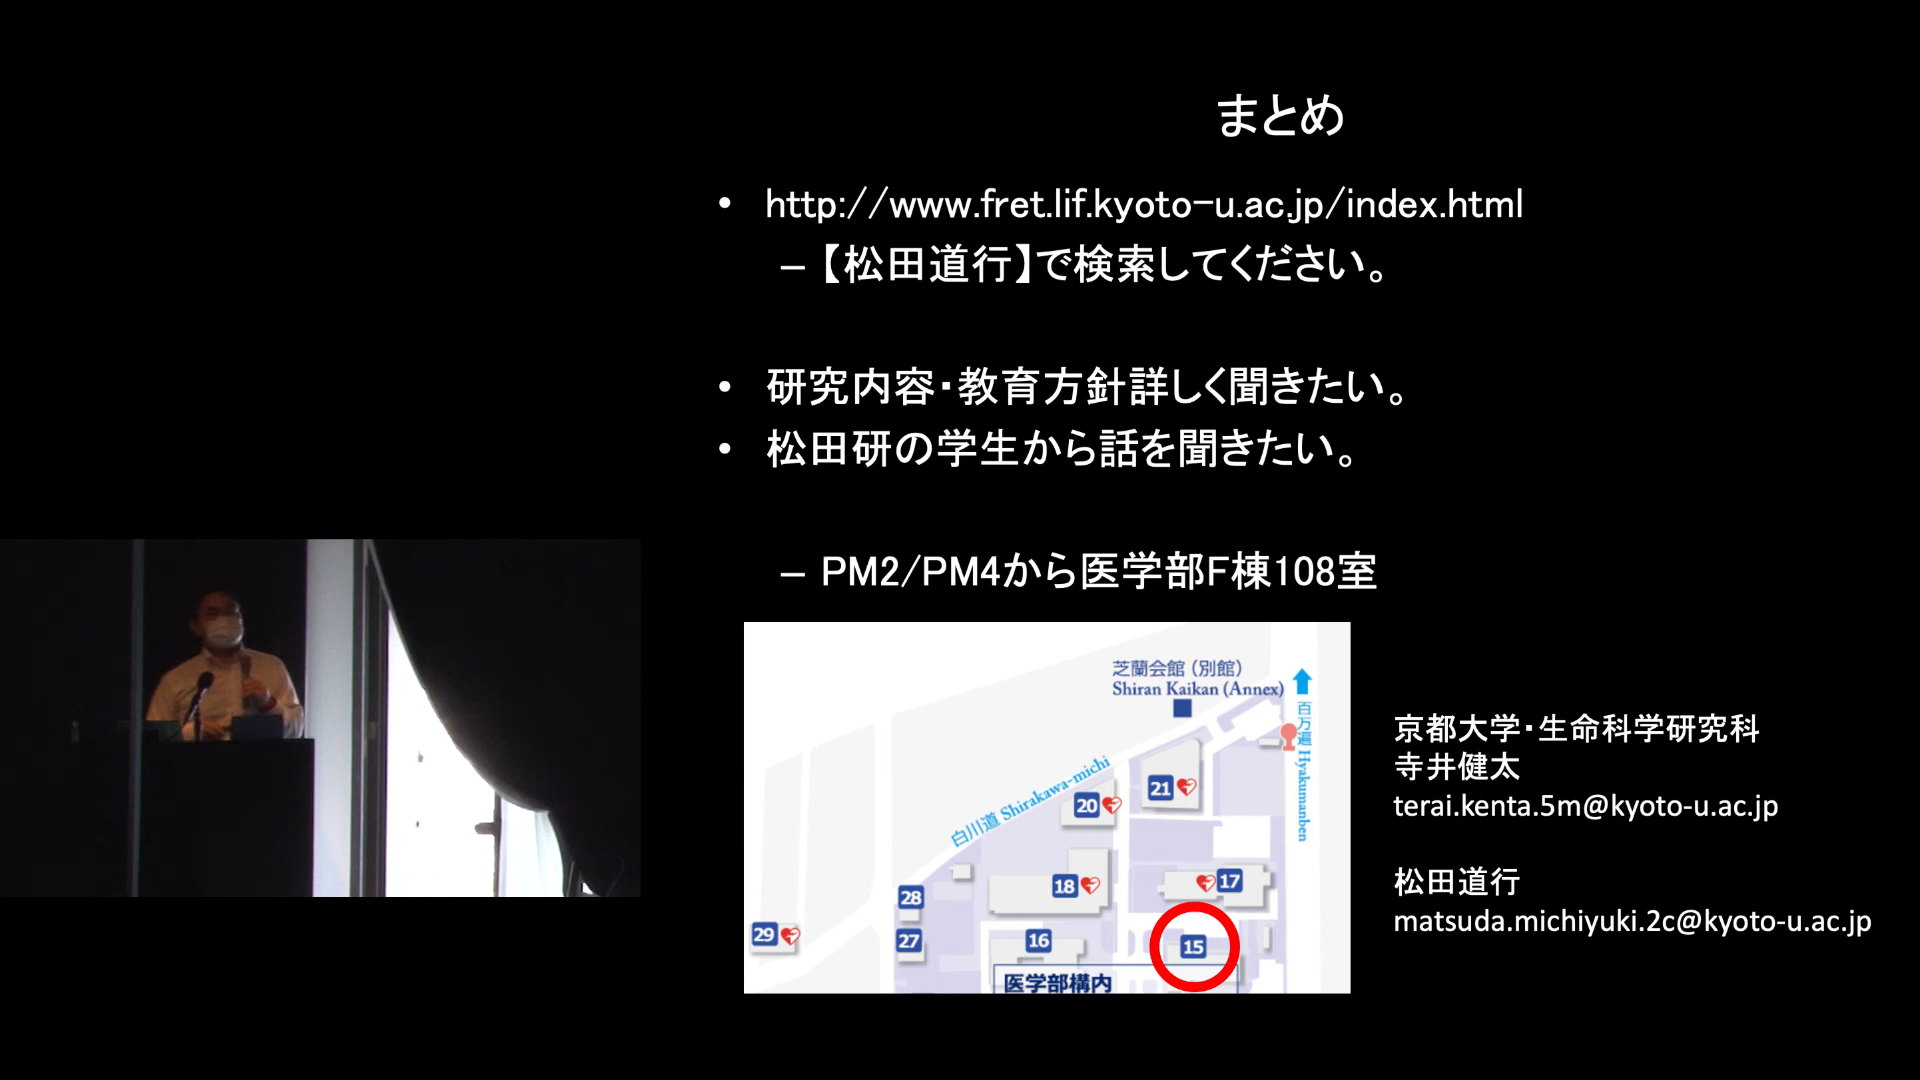 まとめ
• http://www.fret.lif.kyoto-u.ac.jp/index.html
–【松田道行】で検索してください。
• 研究内容・教育方針詳しく聞きたい。
• 松田研の学生から話を聞きたい。
– PM2/PM4から医学部F棟108室
芝蘭会館（別館）
Shiran Kaikan (Annex)
百万遍 Hyakumanben
白川道 Shirakawa-michi
21
20
18
17
28
27
29
16
15
医学部構内
京都大学・生命科学研究科
寺井健太
terai.kenta.5m@kyoto-u.ac.jp
松田道行
matsuda.michiyuki.2c@kyoto-u.ac.jp